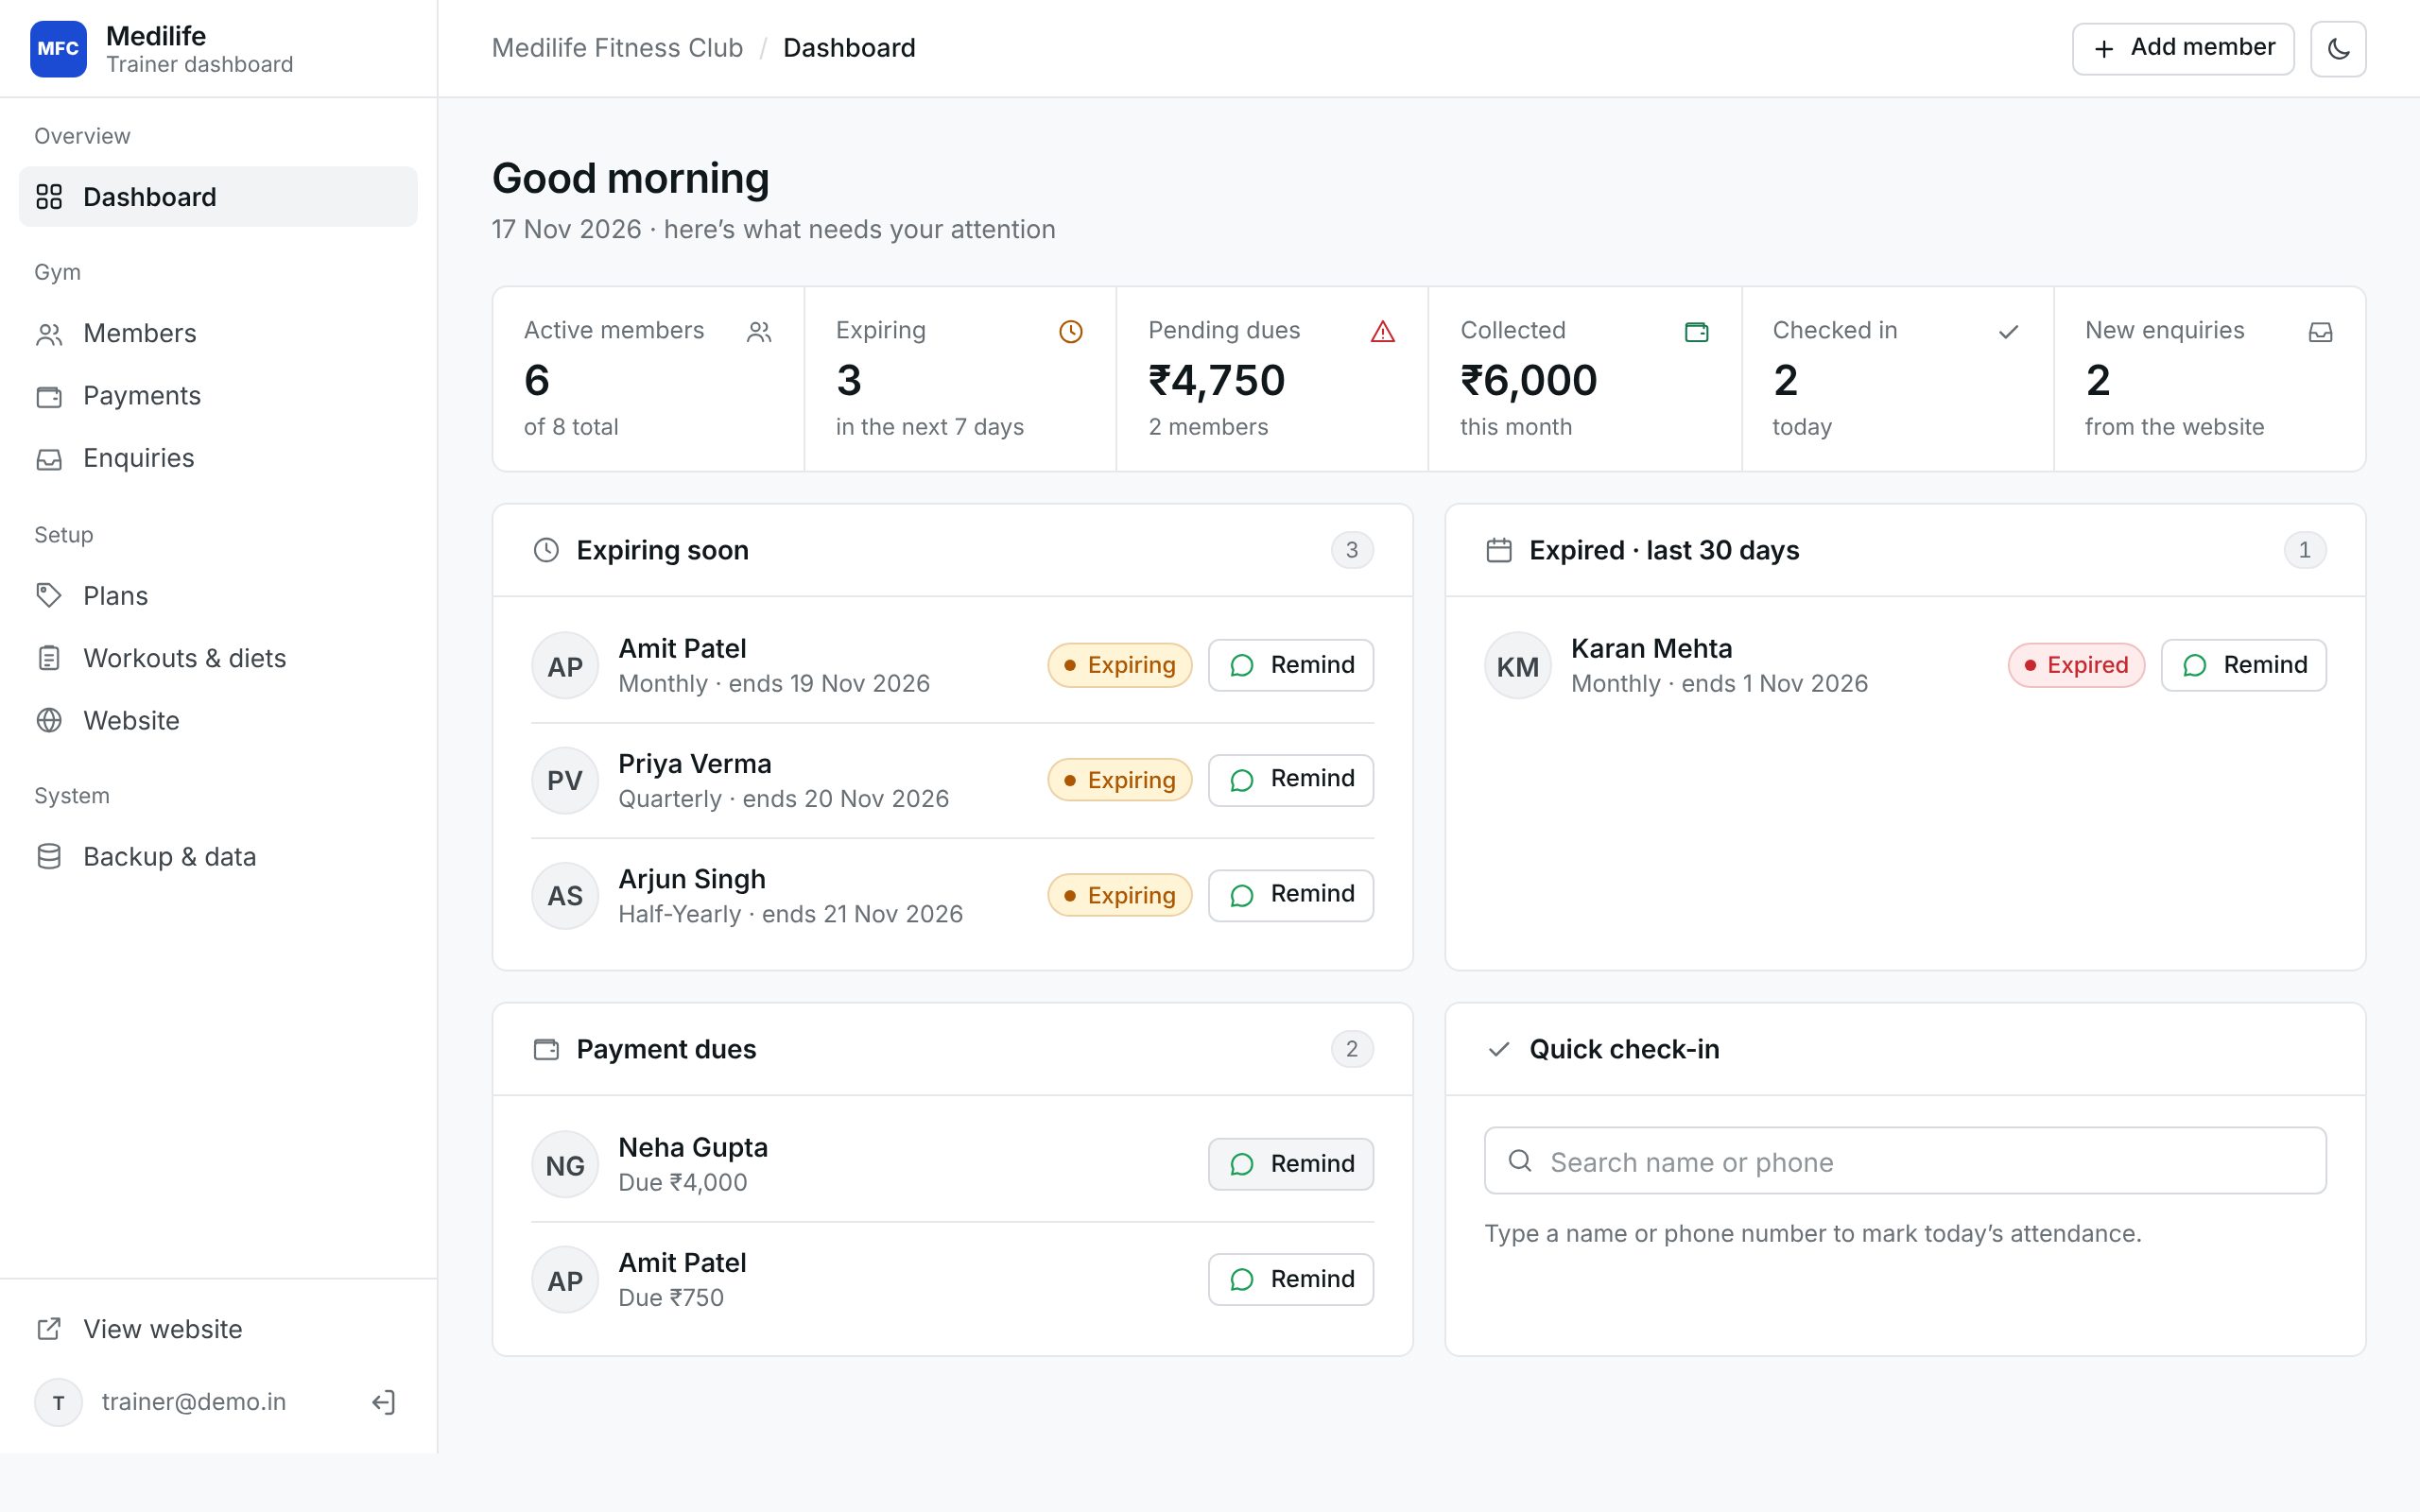 MFC
Medilife
Trainer dashboard
Overview
Dashboard
Gym
Members
Payments
Enquiries
Setup
Plans
Workouts & diets
Website
System
Backup & data
View website
T
trainer@demo.in
Medilife Fitness Club / Dashboard
Add member
Good morning
17 Nov 2026 · here’s what needs your attention
Active members
6
of 8 total
Expiring
3
in the next 7 days
Pending dues
₹4,750
2 members
Collected
₹6,000
this month
Checked in
2
today
New enquiries
2
from the website
Expiring soon
3
AP
Amit Patel
Monthly · ends 19 Nov 2026
Expiring
Remind
PV
Priya Verma
Quarterly · ends 20 Nov 2026
Expiring
Remind
AS
Arjun Singh
Half-Yearly · ends 21 Nov 2026
Expiring
Remind
Expired · last 30 days
1
KM
Karan Mehta
Monthly · ends 1 Nov 2026
Expired
Remind
Payment dues
2
NG
Neha Gupta
Due ₹4,000
Remind
AP
Amit Patel
Due ₹750
Remind
Quick check-in
Search name or phone
Type a name or phone number to mark today’s attendance.